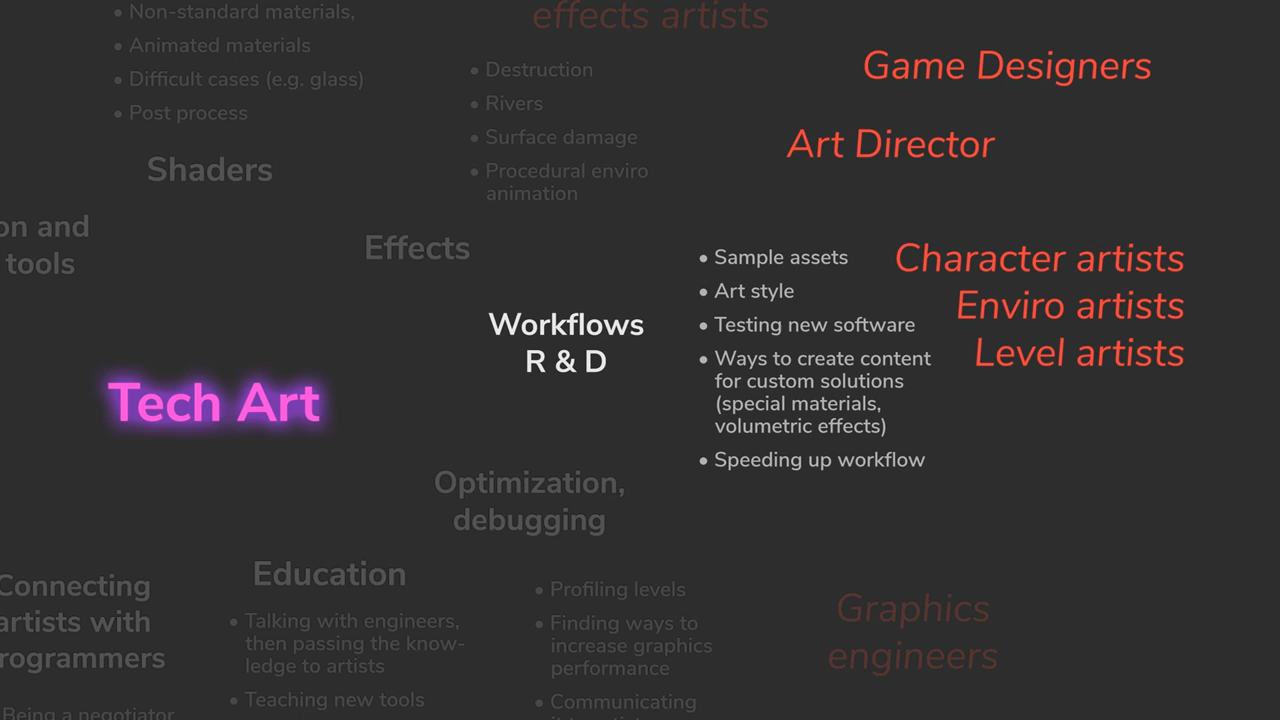 • Non-standard materials,
• Animated materials
• Difficult cases (e.g. glass)
• Post process
Shaders
on and
tools
effects artists
• Destruction
• Rivers
• Surface damage
• Procedural enviro
animation
Effects
Game Designers
Art Director
Workflows
R & D
• Sample assets
• Art style
• Testing new software
• Ways to create content
for custom solutions
(special materials,
volumetric effects)
• Speeding up workflow
Character artists
Enviro artists
Level artists
Tech Art
Optimization,
debugging
• Profiling levels
• Finding ways to
increase graphics
performance
• Communicating
Graphics
engineers
Education
• Talking with engineers,
then passing the know-
ledge to artists
• Teaching new tools
Connecting
artists with
rogrammers
Being a negotiator